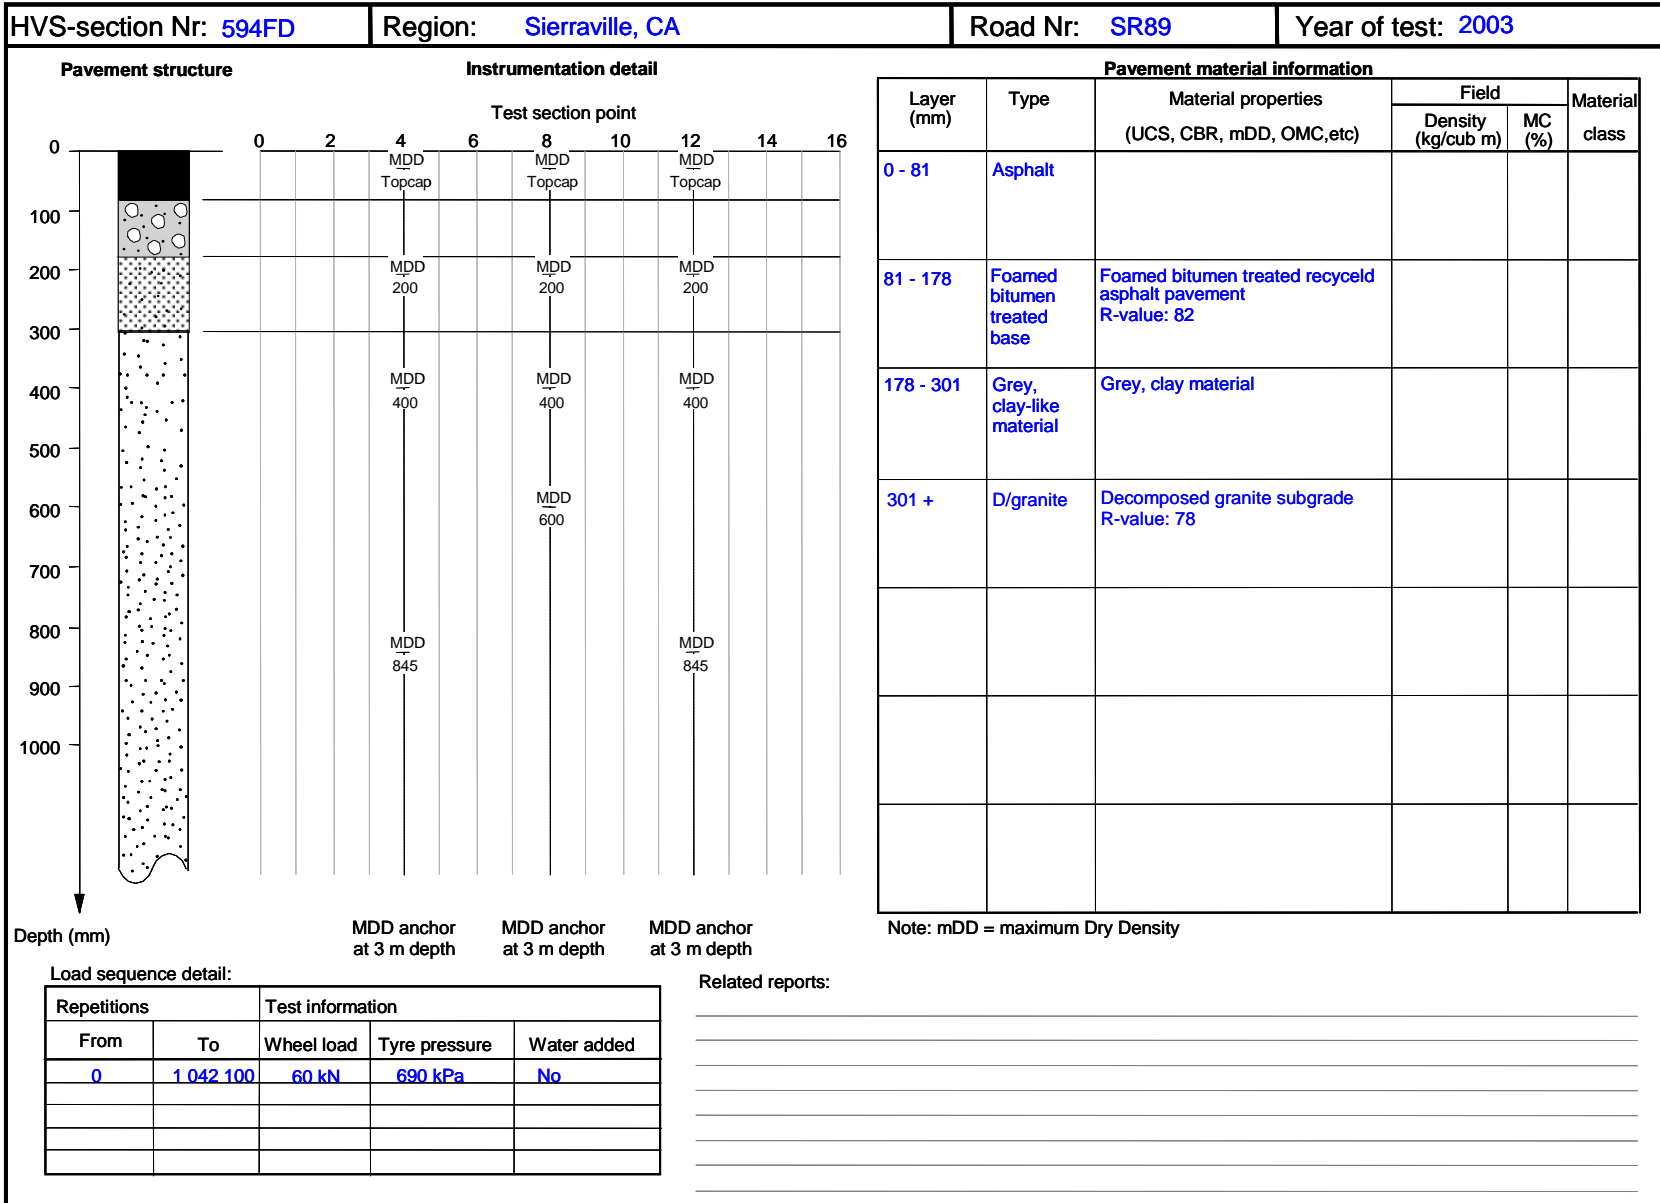 HVS-section Nr: 594FD Region: Sierraville, CA Road Nr: SR89 Year of test: 2003
Pavement structure
Instrumentation detail
Test section point
0 2 4 6 8 10 12 14 16
0
100
200
300
400
500
600
700
800
900
1000
Depth (mm)
MDD MDD MDD
Topcap Topcap Topcap
MDD MDD MDD
200 200 200
MDD MDD MDD
400 400 400
MDD
600
MDD MDD
845 845
MDD anchor MDD anchor MDD anchor
at 3 m depth at 3 m depth at 3 m depth
Pavement material information
Layer
(mm)
Type
Material properties
(UCS, CBR, mDD, OMC,etc)
Field
Density
(kg/cub m)
MC
(%)
Material
class
0 - 81
Asphalt
81 - 178
Foamed
bitumen
treated
base
Foamed bitumen treated recyceld
asphalt pavement
R-value: 82
178 - 301
Grey,
clay-like
material
Grey, clay material
301 +
D/granite
Decomposed granite subgrade
R-value: 78
Note: mDD = maximum Dry Density
Load sequence detail:
Repetitions Test information
From To Wheel load Tyre pressure Water added
0 1 042 100 60 kN 690 kPa No
Related reports: